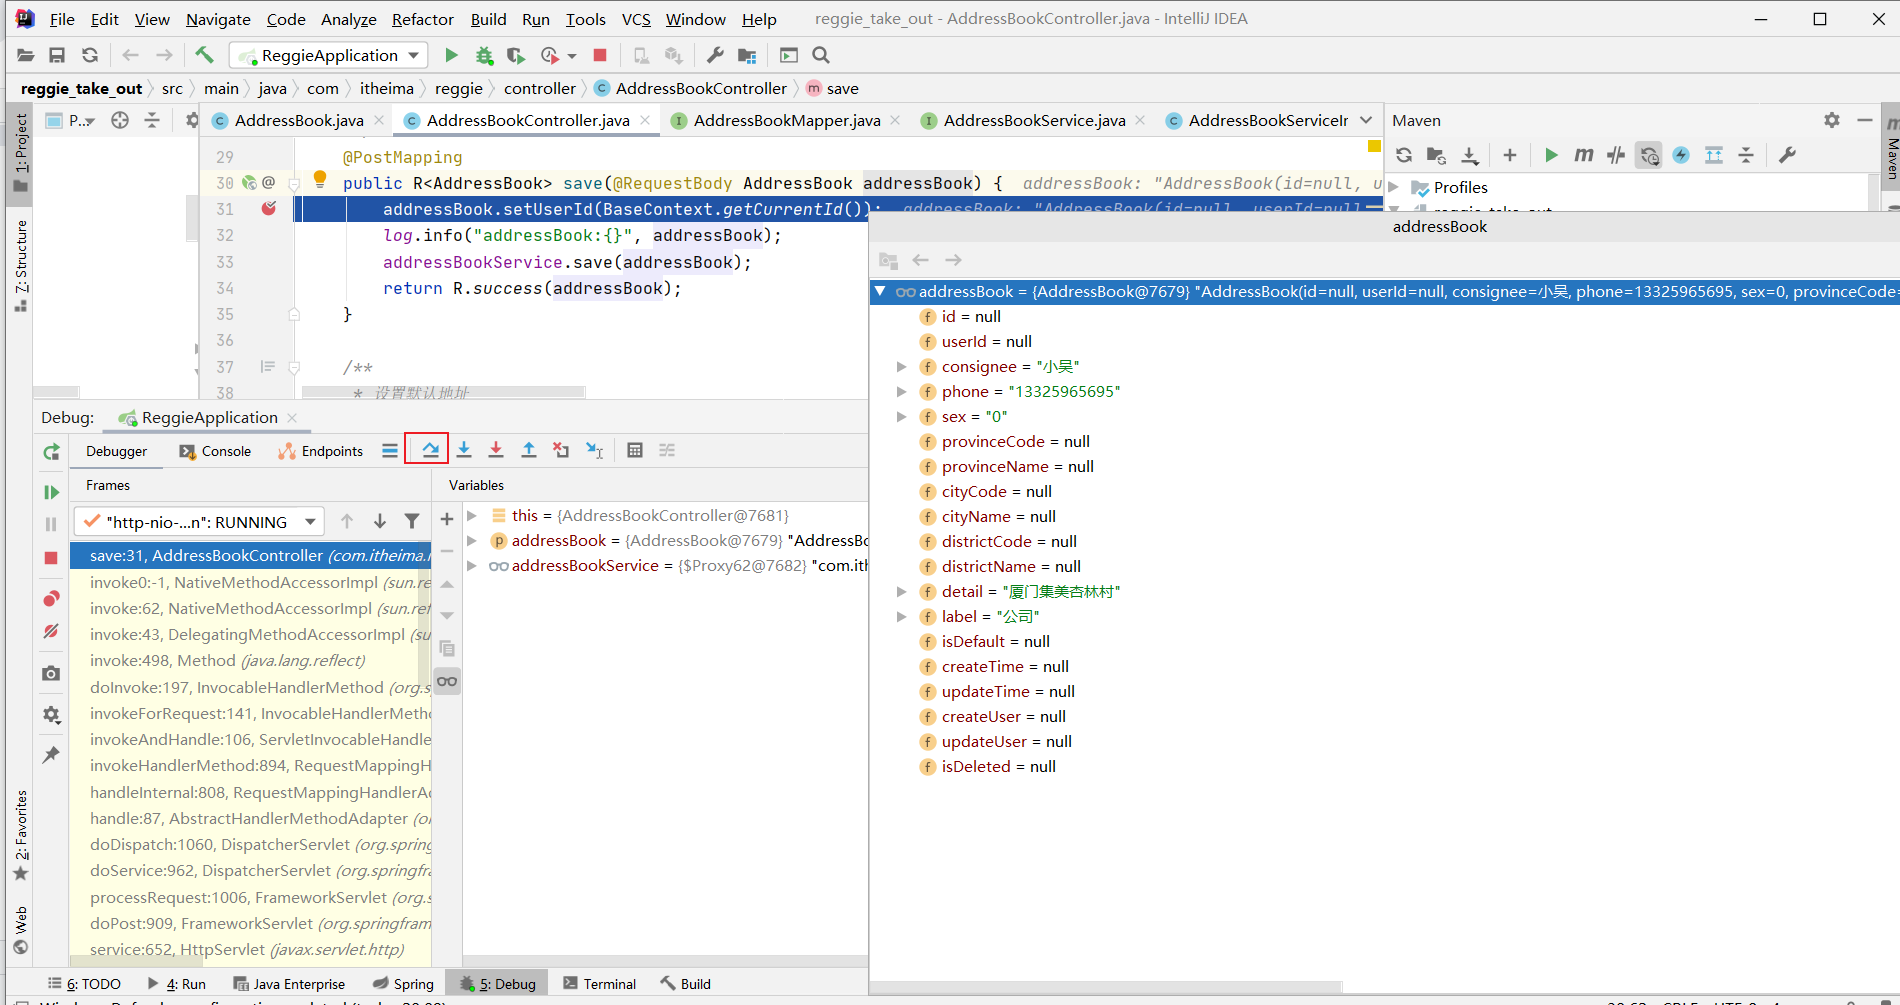 File Edit View Navigate Code Analyze Refactor Build Run Tools VCS Window Help reggie_take_out - AddressBookController.java - IntelliJ IDEA
ReggieApplication
reggie_take_out src main java com itheima reggie controller AddressBookController save
1: Project
P...
AddressBook.java AddressBookController.java AddressBookMapper.java AddressBookService.java AddressBookServiceIr
Maven
29 @PostMapping
30 public R<AddressBook> save(@RequestBody AddressBook addressBook) { addressBook: "AddressBook(id=null, u
31 addressBook.setUserId(BaseContext.getCurrentId()); addressBook: "AddressBook(id=null, userId=null
32 log.info("addressBook:{}", addressBook);
33 addressBookService.save(addressBook);
34 return R.success(addressBook);
35 }
36
37 /**
38 * 设置默认地址
Profiles
reggie_take_out
Maven
7: Structure
addressBook
addressBook = {AddressBook@7679} "AddressBook(id=null, userId=null, consignee=小吴, phone=13325965695, sex=0, provinceCode=
id = null
userId = null
consignee = "小吴"
phone = "13325965695"
sex = "0"
provinceCode = null
provinceName = null
cityCode = null
cityName = null
districtCode = null
districtName = null
detail = "厦门集美杏林村"
label = "公司"
isDefault = null
createTime = null
updateTime = null
createUser = null
updateUser = null
isDeleted = null
Debug: ReggieApplication
Debugger Console Endpoints
Frames
Variables
"http-nio-...n": RUNNING
save:31, AddressBookController (com.itheima.r
invoke0:-1, NativeMethodAccessorImpl (sun.re
invoke:62, NativeMethodAccessorImpl (sun.ref
invoke:43, DelegatingMethodAccessorImpl (su
invoke:498, Method (java.lang.reflect)
doInvoke:197, InvocableHandlerMethod (org.s
invokeForRequest:141, InvocableHandlerMetho
invokeAndHandle:106, ServletInvocableHandle
invokeHandlerMethod:894, RequestMappingH
handleInternal:808, RequestMappingHandlerAd
handle:87, AbstractHandlerMethodAdapter (or
doDispatch:1060, DispatcherServlet (org.spring
doService:962, DispatcherServlet (org.springfra
processRequest:1006, FrameworkServlet (org.s
doPost:909, FrameworkServlet (org.springfram
service:652, HttpServlet (javax.servlet.http)
this = {AddressBookController@7681}
addressBook = {AddressBook@7679} "AddressBo
addressBookService = {$Proxy62@7682} "com.ith
2: Favorites
Web
6: TODO 4: Run Java Enterprise Spring 5: Debug Terminal Build